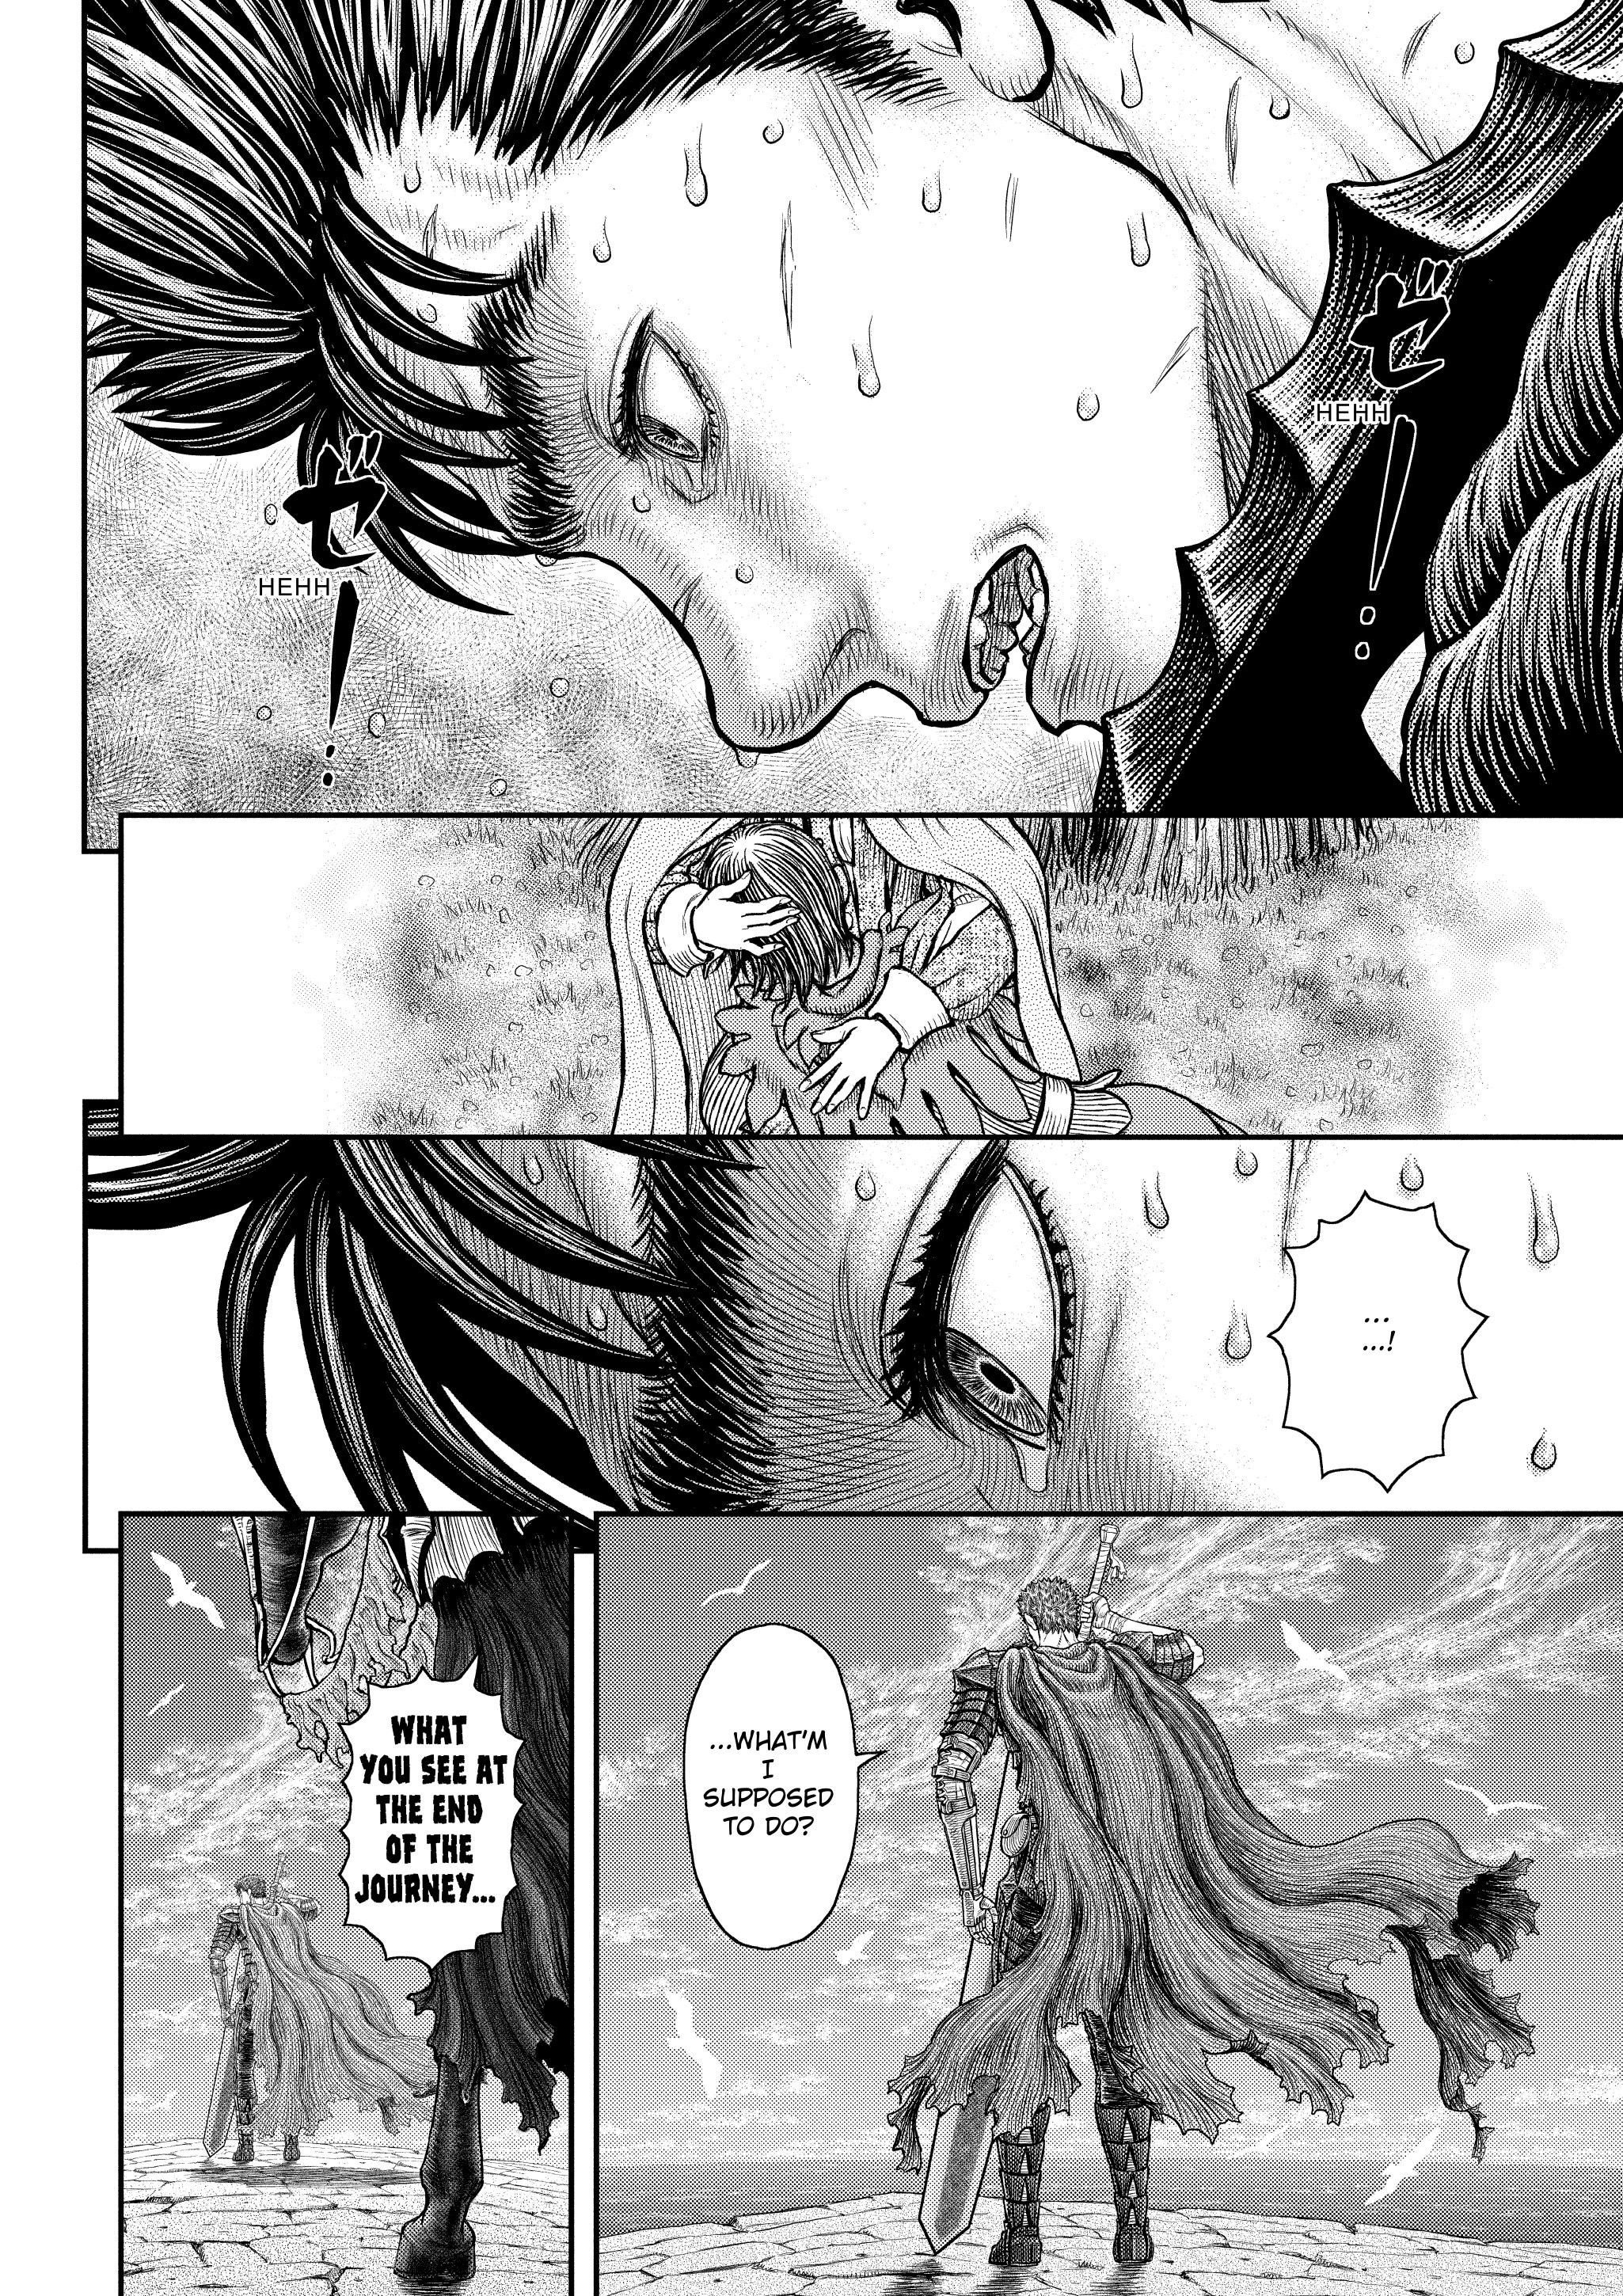 ゼ
HEHH
ゼ
HEHH
...
...!
...WHAT'M
I
SUPPOSED
TO DO?
WHAT
YOU SEE AT
THE END
OF THE
JOURNEY...